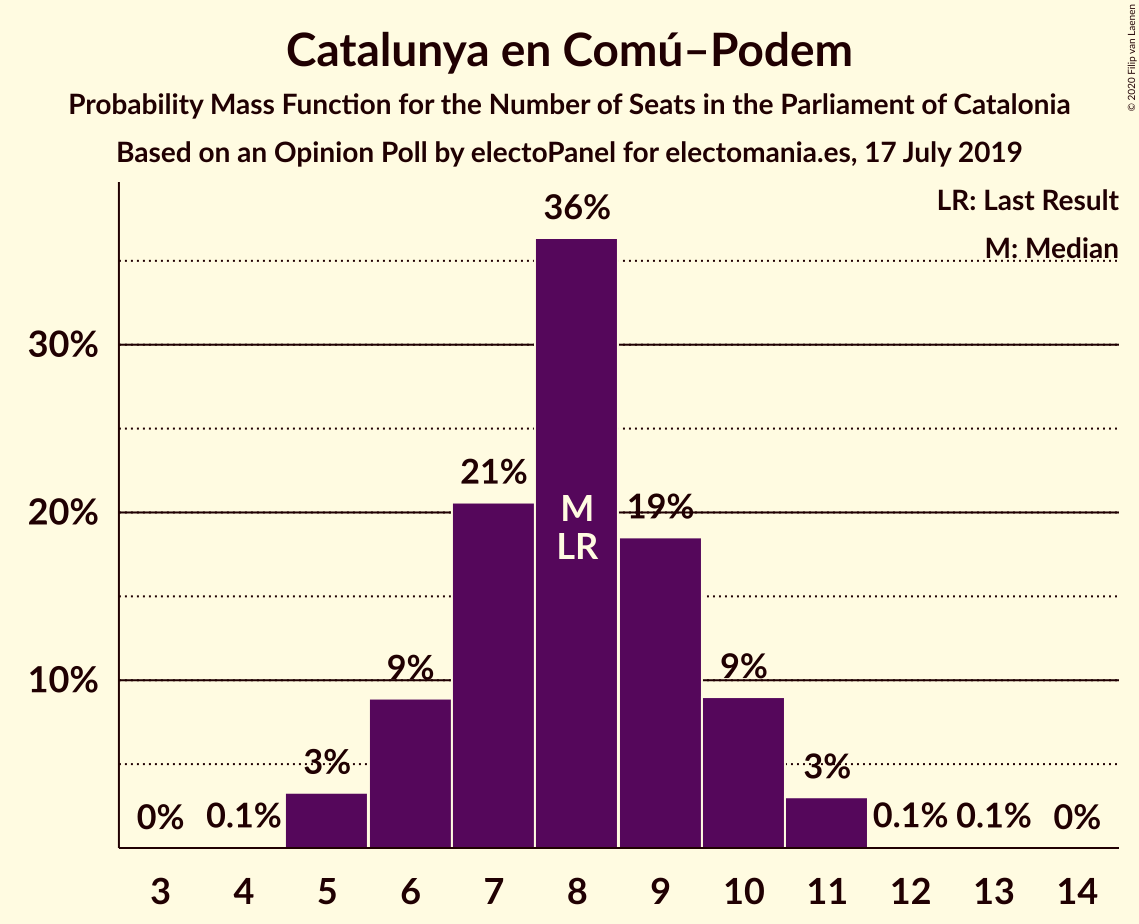 Catalunya en Comú–Podem
Probability Mass Function for the Number of Seats in the Parliament of Catalonia
Based on an Opinion Poll by electoPanel for electomania.es, 17 July 2019
© 2020 Filip van Laenen
LR: Last Result
M: Median
36%
30%
21%
20%
M
19%
LR
10%
9%
9%
3%
3%
0%
0.1%
0.1%
0.1%
0%
3 4 5 6 7 8 9 10 11 12 13 14